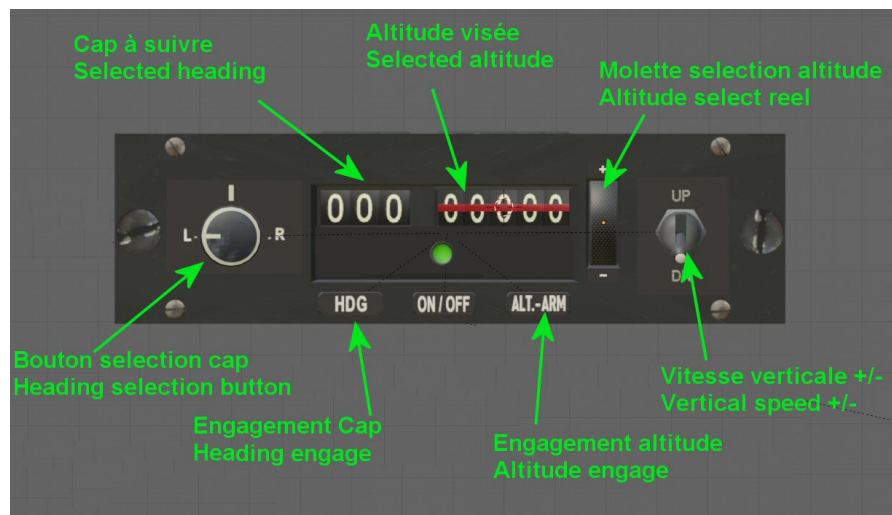 Cap à suivre
Selected heading
Altitude visée
Selected altitude
Molette selection altitude
Altitude select reel
+
UP
000
00000
L
R
-
HDG
ON / OFF
ALT.-ARM
Bouton selection cap
Heading selection button
Vitesse verticale +/-
Vertical speed +/-
Engagement Cap
Heading engage
Engagement altitude
Altitude engage